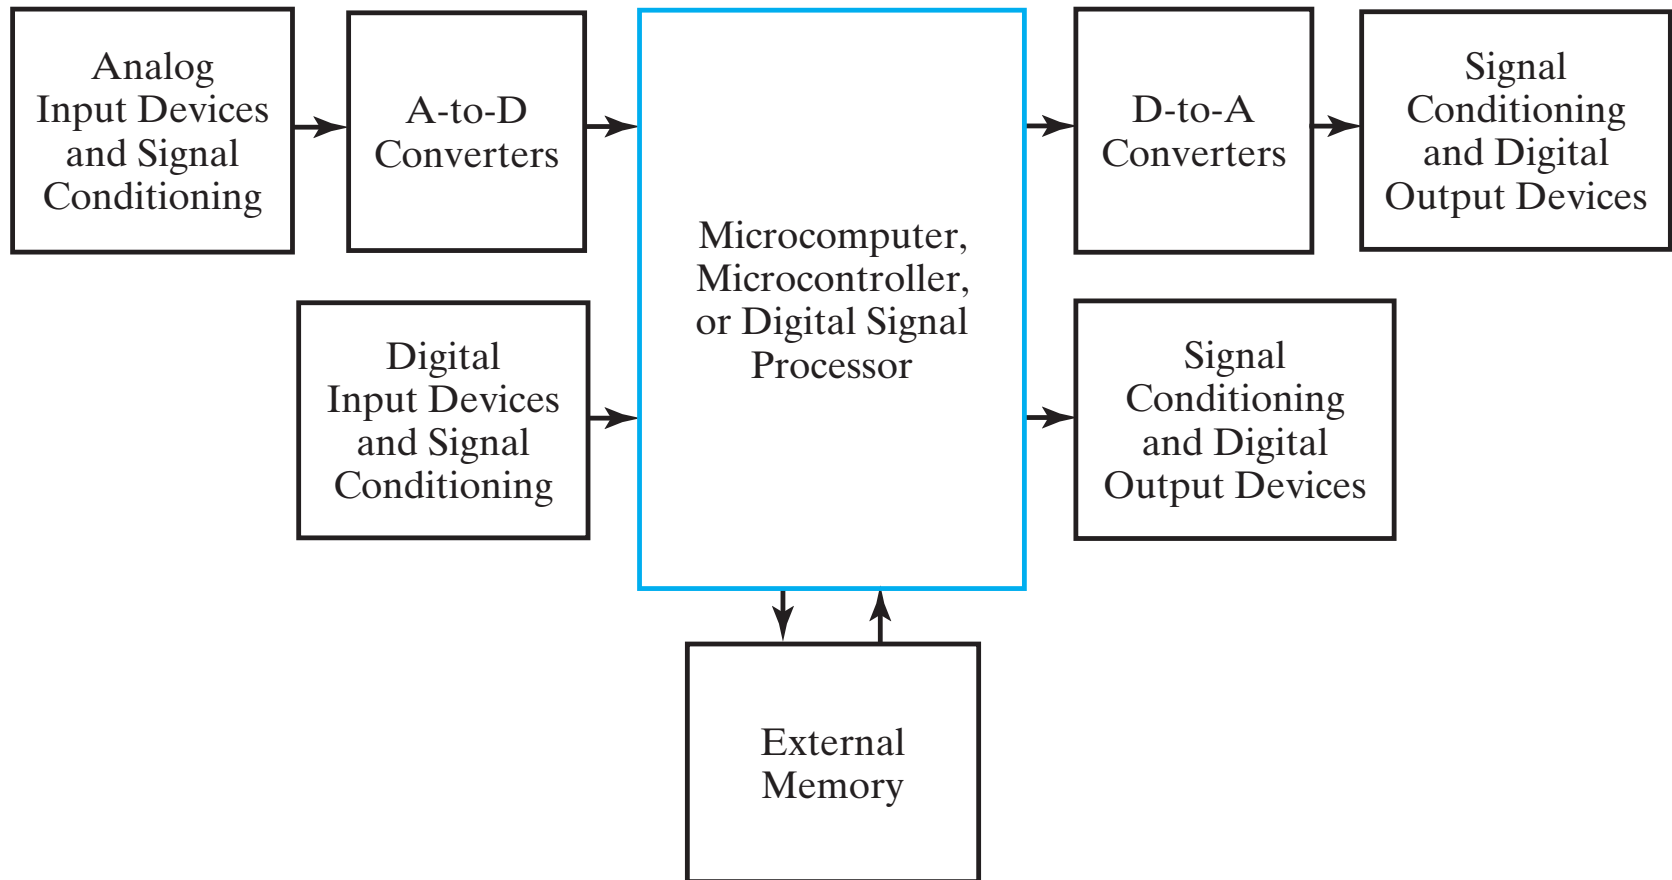 Analog
Input Devices
and Signal
Conditioning
A-to-D
Converters
Microcomputer,
Microcontroller,
or Digital Signal
Processor
D-to-A
Converters
Signal
Conditioning
and Digital
Output Devices
Digital
Input Devices
and Signal
Conditioning
Signal
Conditioning
and Digital
Output Devices
External
Memory